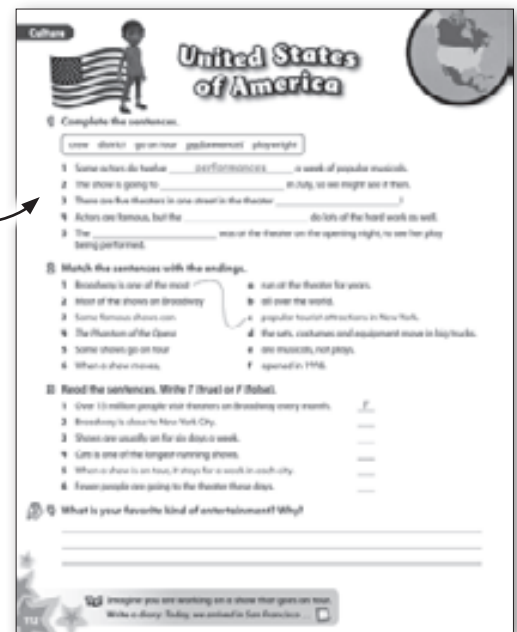 Culture
United States
of America
1 Complete the sentences.
crew district go on tour performances playwright
1 Some actors do twelve performances a week of popular musicals.
2 The show is going to in July, so we might see it then.
3 There are five theaters in one street in the theater !
4 Actors are famous, but the do lots of the hard work as well.
5 The was at the theater on the opening night, to see her play
being performed.
2 Match the sentences with the endings.
1 Broadway is one of the most a run at the theater for years.
2 Most of the shows on Broadway b all over the world.
3 Some famous shows can c popular tourist attractions in New York.
4 The Phantom of the Opera d the sets, costumes and equipment move in big trucks.
5 Some shows go on tour e are musicals, not plays.
6 When a show moves, f opened in
3 Read the sentences. Write T (true) or F (false).
1 Over 13 million people visit theaters on Broadway every month. F
2 Broadway is close to New York City.
3 Shows are usually on for six days a week.
4 Cats is one of the longest running shows.
5 When a show is on tour, it stays for a week in each city.
6 Fewer people are going to the theater these days.
4 What is your favorite kind of entertainment? Why?
Imagine you are working on a show that goes on tour.
Write a diary: Today, we arrived in San Francisco ...
112